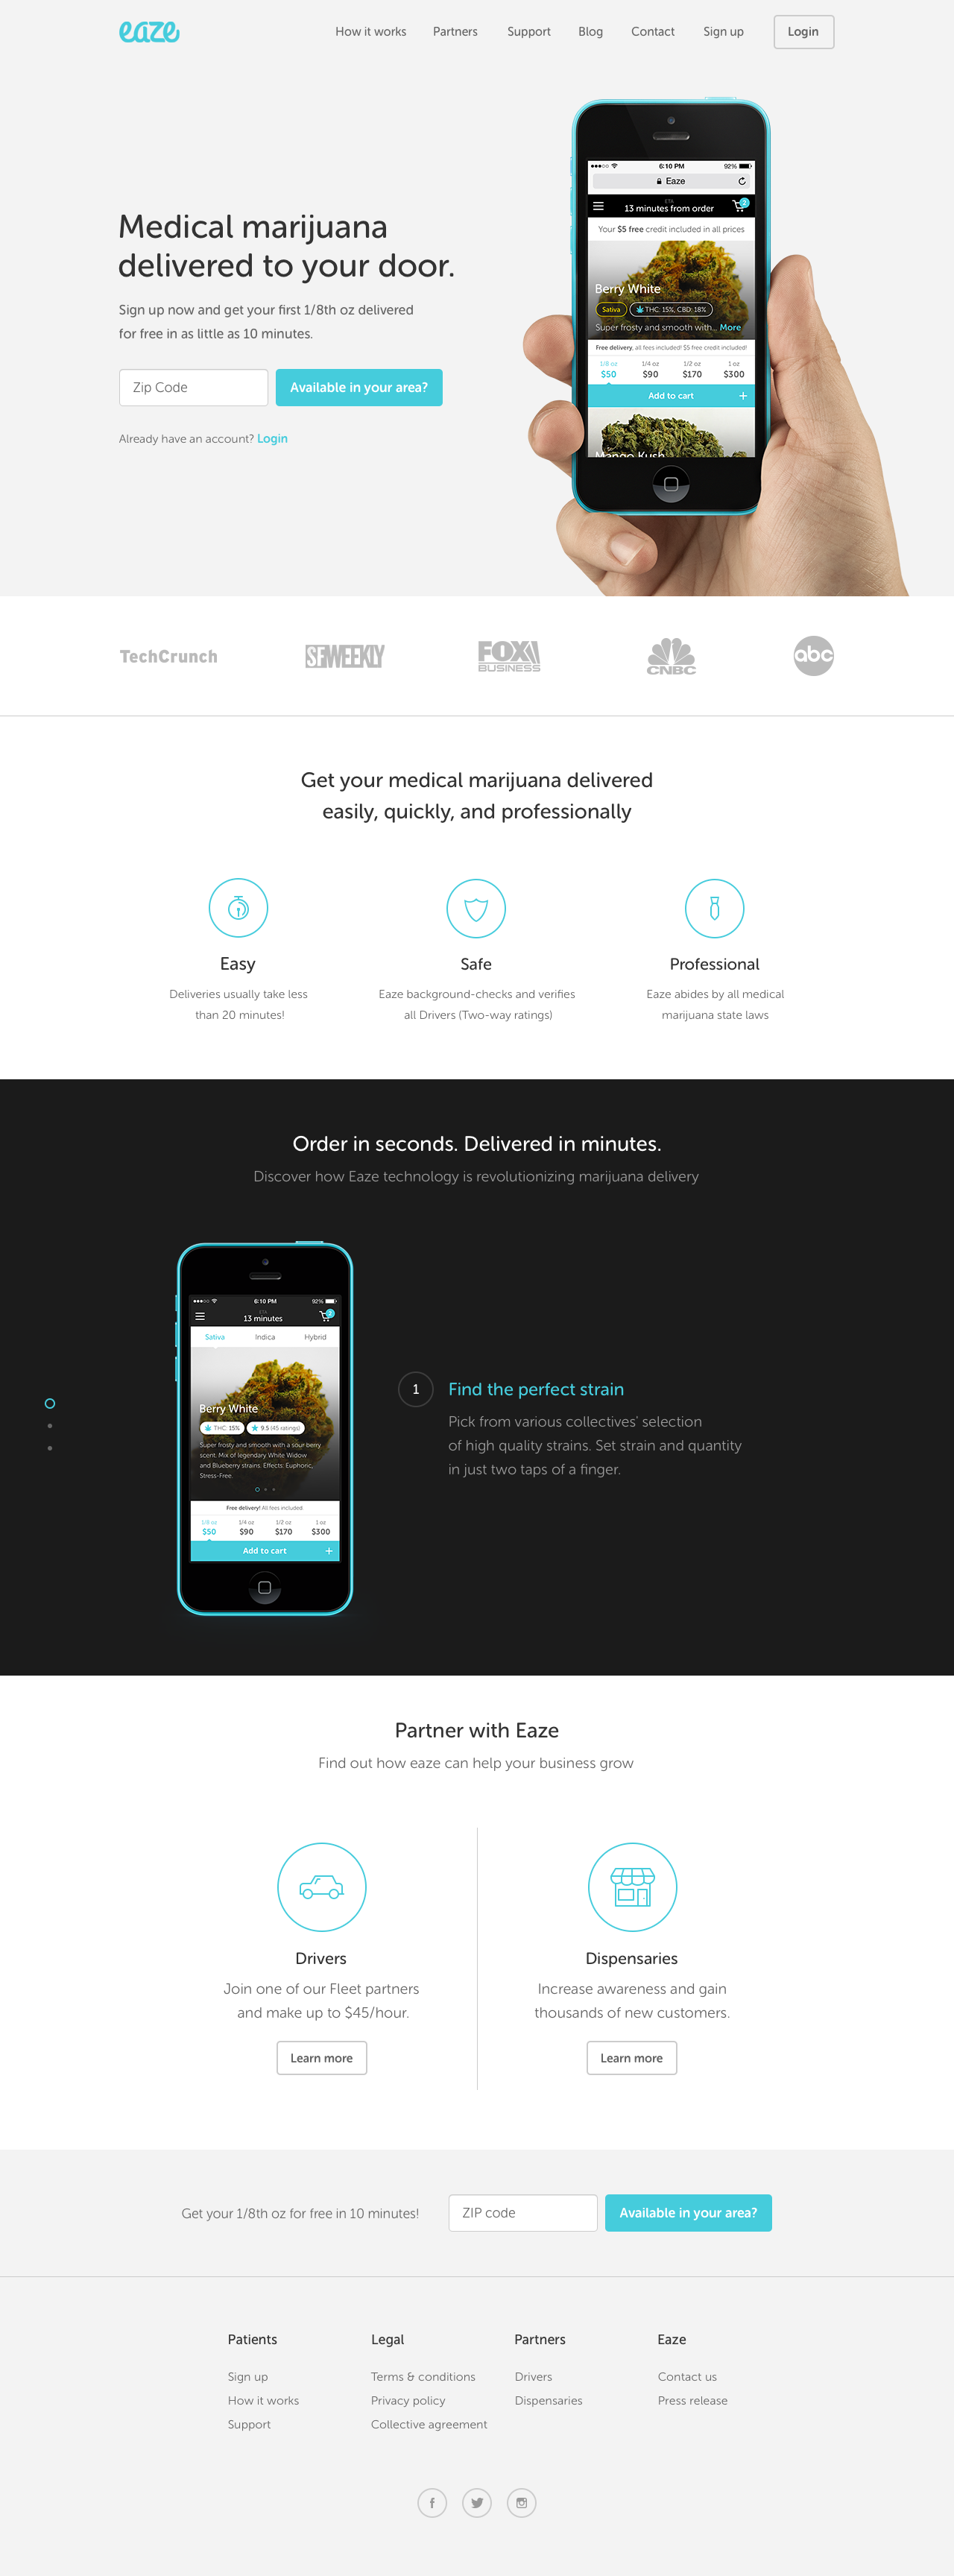 eaze
How it works
Partners
Support
Blog
Contact
Sign up
Login
Medical marijuana
delivered to your door.
Sign up now and get your first 1/8th oz delivered
for free in as little as 10 minutes.
Zip Code
Available in your area?
Already have an account? Login
6:10 PM
92%
Eaze
ETA
13 minutes from order
2
Your $5 free credit included in all prices
Berry White
Sativa
THC: 15%, CBD: 18%
Super frosty and smooth with... More
Free delivery, all fees included! $5 free credit included!
1/8 oz 1/4 oz 1/2 oz 1 oz
$50 $90 $170 $300
Add to cart +
Mango Kush
TechCrunch
SF WEEKLY
FOX
BUSINESS
CNBC
abc
Get your medical marijuana delivered
easily, quickly, and professionally
Easy
Deliveries usually take less
than 20 minutes!
Safe
Eaze background-checks and verifies
all Drivers (Two-way ratings)
Professional
Eaze abides by all medical
marijuana state laws
Order in seconds. Delivered in minutes.
Discover how Eaze technology is revolutionizing marijuana delivery
6:10 PM
92%
ETA
13 minutes
2
Sativa Indica Hybrid
Berry White
THC: 15%
9.5 (45 ratings)
Super frosty and smooth with a sour berry
scent. Mix of legendary White Widow
and Blueberry strains. Effects: Euphoric,
Stress-Free.
Free delivery! All fees included.
1/8 oz 1/4 oz 1/2 oz 1 oz
$50 $90 $170 $300
Add to cart +
1
Find the perfect strain
Pick from various collectives' selection
of high quality strains. Set strain and quantity
in just two taps of a finger.
Partner with Eaze
Find out how eaze can help your business grow
Drivers
Join one of our Fleet partners
and make up to $45/hour.
Learn more
Dispensaries
Increase awareness and gain
thousands of new customers.
Learn more
Get your 1/8th oz for free in 10 minutes!
ZIP code
Available in your area?
Patients
Sign up
How it works
Support
Legal
Terms & conditions
Privacy policy
Collective agreement
Partners
Drivers
Dispensaries
Eaze
Contact us
Press release